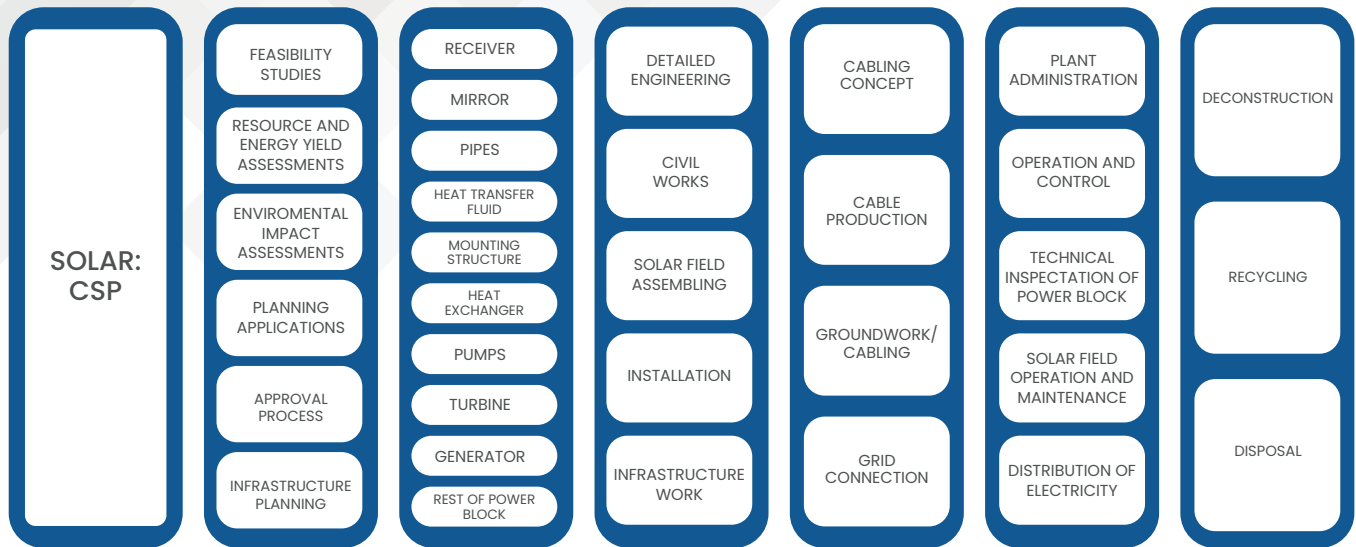 SOLAR:
CSP
FEASIBILITY
STUDIES
RESOURCE AND
ENERGY YIELD
ASSESSMENTS
ENVIROMENTAL
IMPACT
ASSESSMENTS
PLANNING
APPLICATIONS
APPROVAL
PROCESS
INFRASTRUCTURE
PLANNING
RECEIVER
MIRROR
PIPES
HEAT TRANSFER
FLUID
MOUNTING
STRUCTURE
HEAT
EXCHANGER
PUMPS
TURBINE
GENERATOR
REST OF POWER
BLOCK
DETAILED
ENGINEERING
CIVIL
WORKS
SOLAR FIELD
ASSEMBLING
INSTALLATION
INFRASTRUCTURE
WORK
CABLING
CONCEPT
CABLE
PRODUCTION
GROUNDWORK/
CABLING
GRID
CONNECTION
PLANT
ADMINISTRATION
OPERATION AND
CONTROL
TECHNICAL
INSPECTATION OF
POWER BLOCK
SOLAR FIELD
OPERATION AND
MAINTENANCE
DISTRIBUTION OF
ELECTRICITY
DECONSTRUCTION
RECYCLING
DISPOSAL